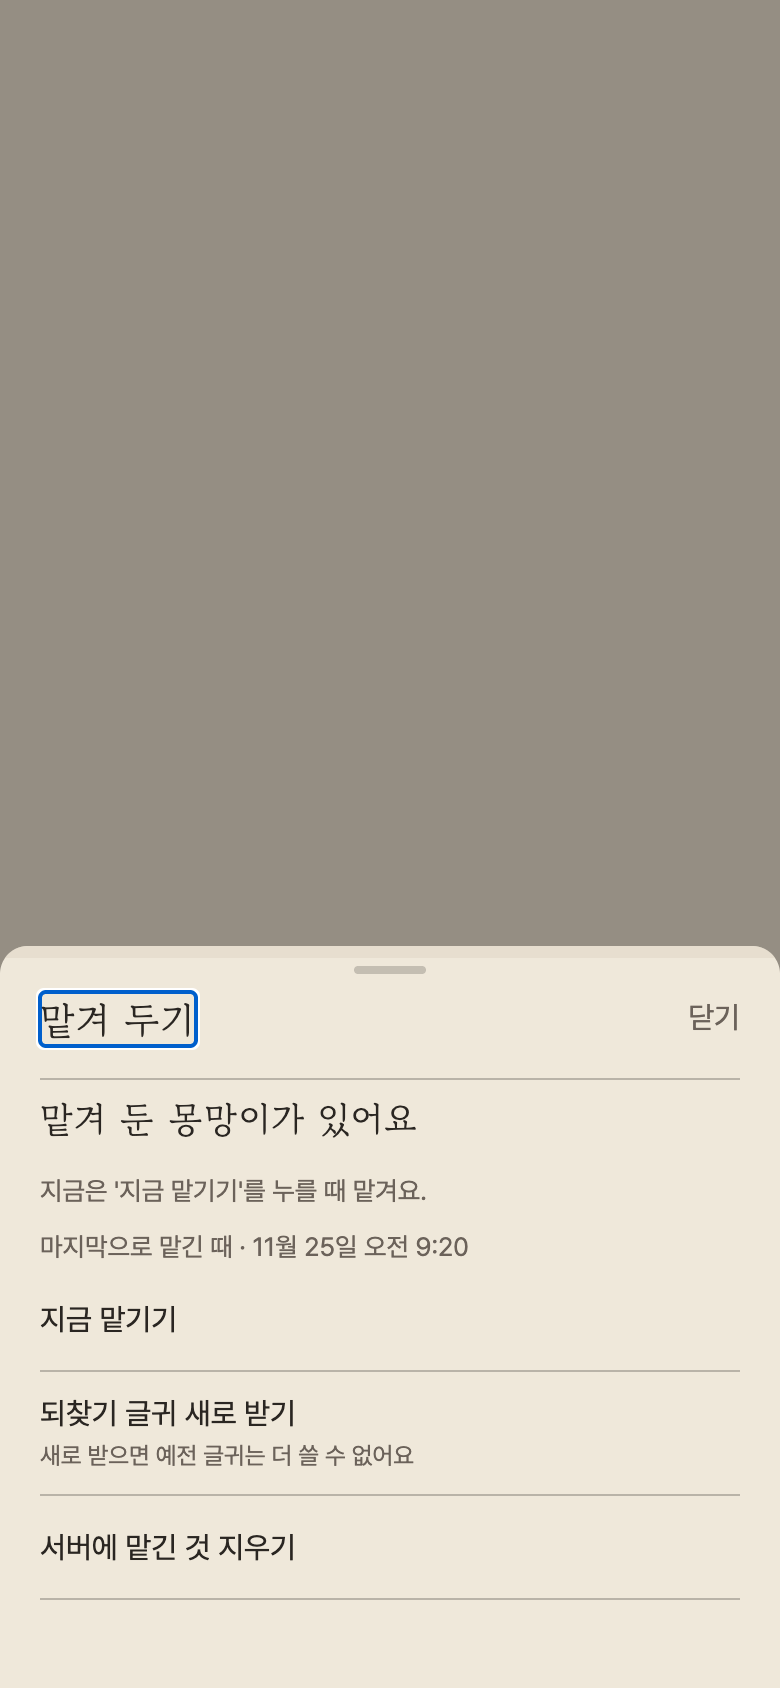 맡겨 두기
닫기
맡겨 둔 몽망이가 있어요
지금은 '지금 맡기기'를 누를 때 맡겨요.
마지막으로 맡긴 때 · 11월 25일 오전 9:20
지금 맡기기
되찾기 글귀 새로 받기
새로 받으면 예전 글귀는 더 쓸 수 없어요
서버에 맡긴 것 지우기